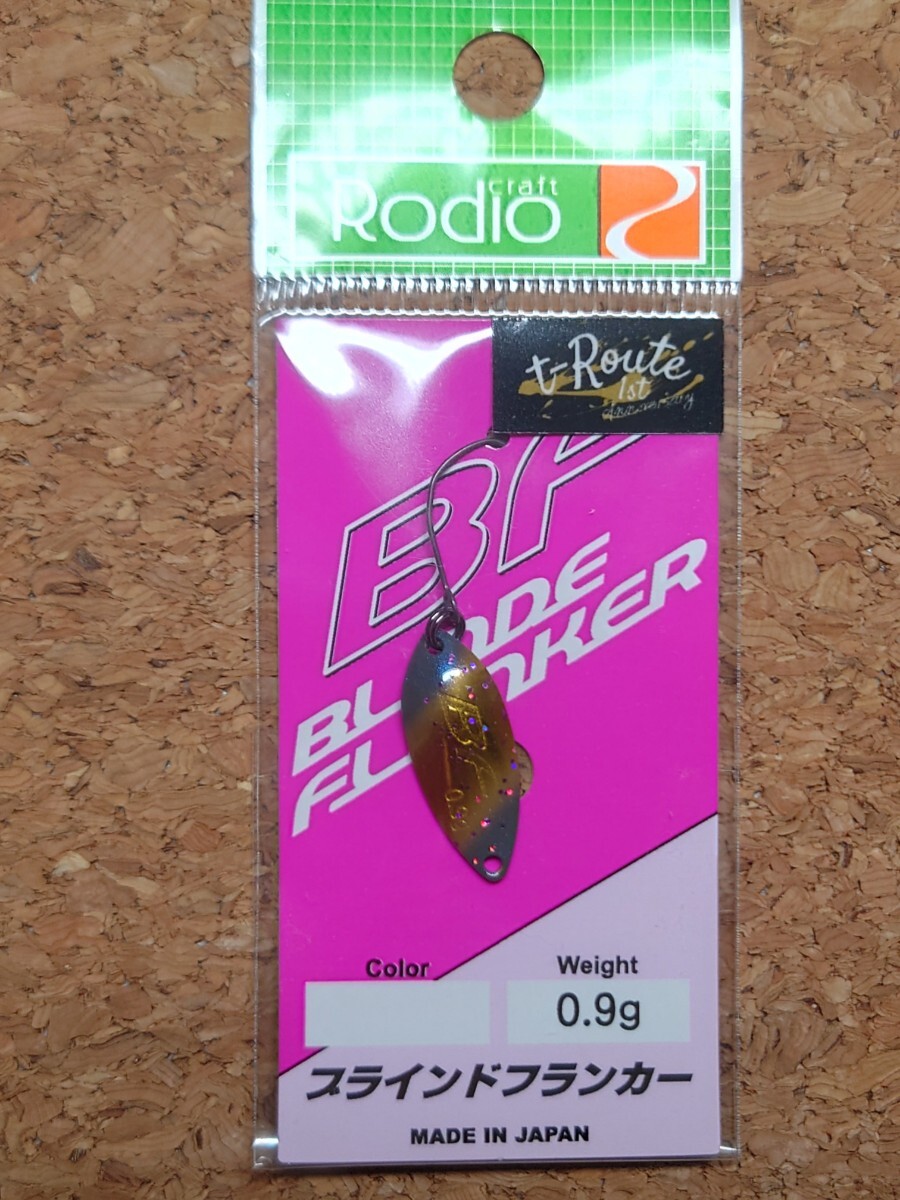 craft
Rodio
t-Route
1st
Anniversary
BF
BLINDE
FLANKER
BF
Color
Weight
0.9g
ブラインドフランカー
MADE IN JAPAN